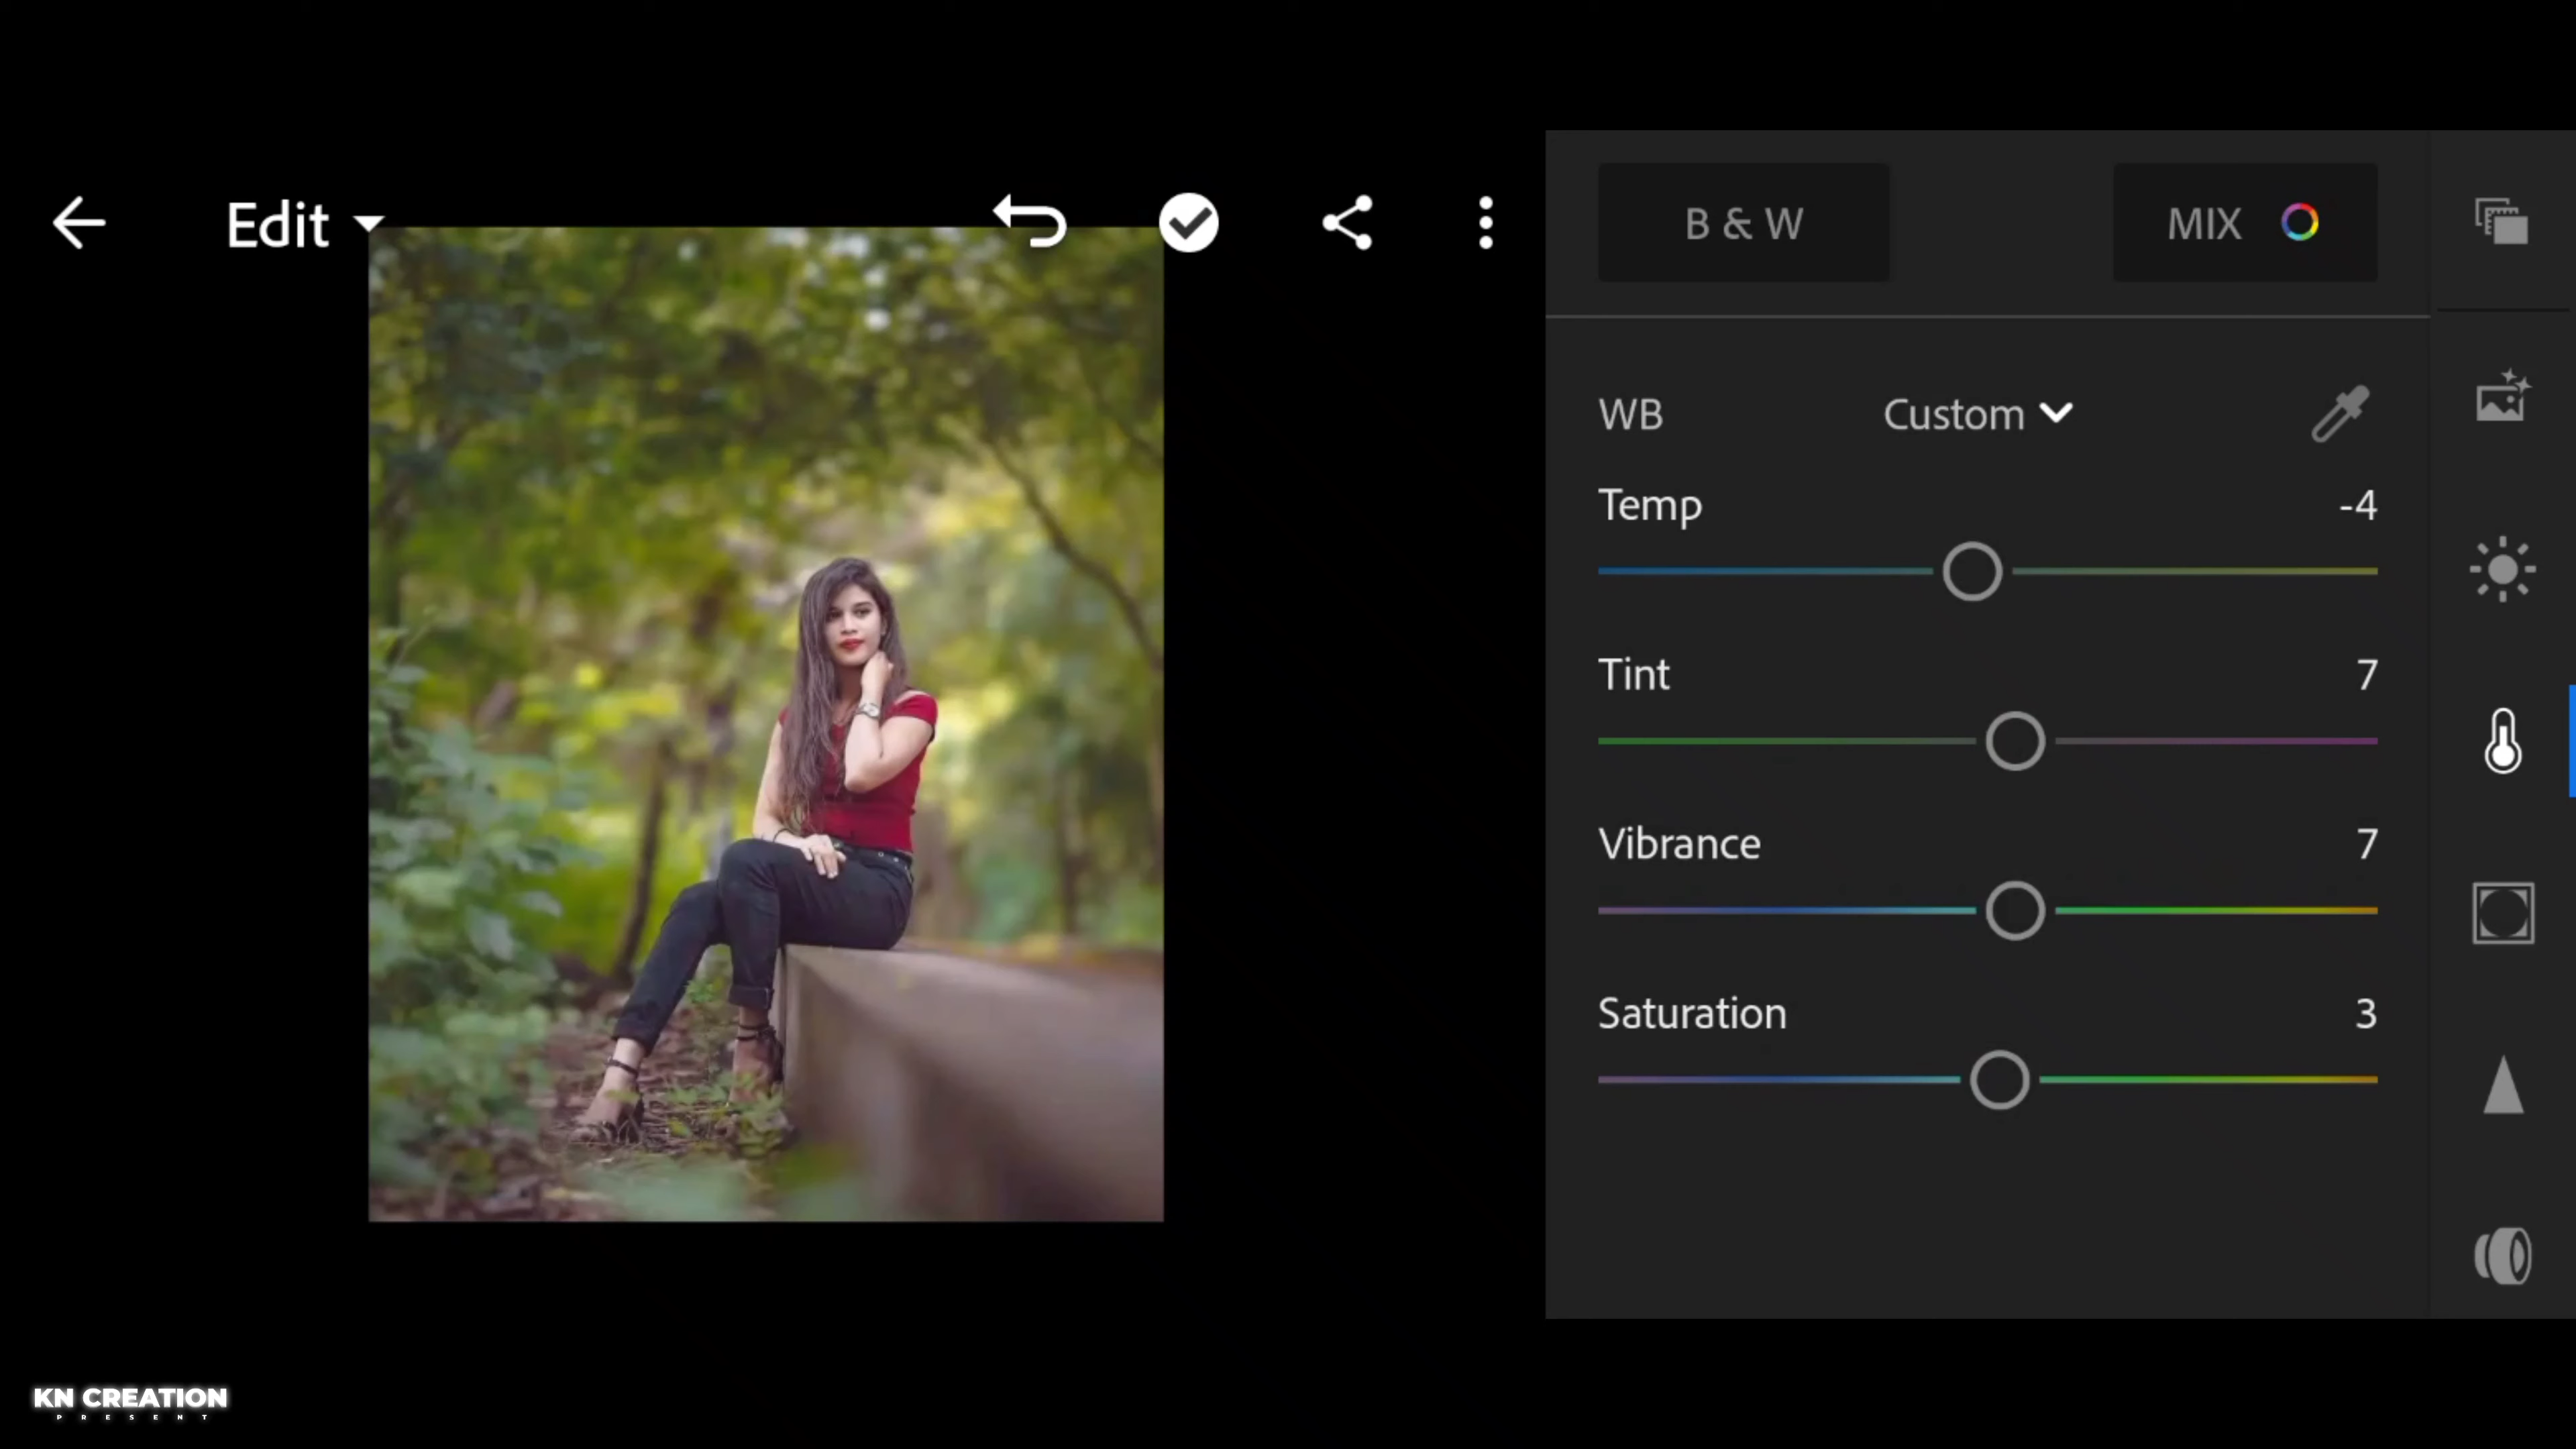 Edit
B & W
MIX
WB Custom
Temp -4
Tint 7
Vibrance 7
Saturation 3
KN CREATION
PRESENT